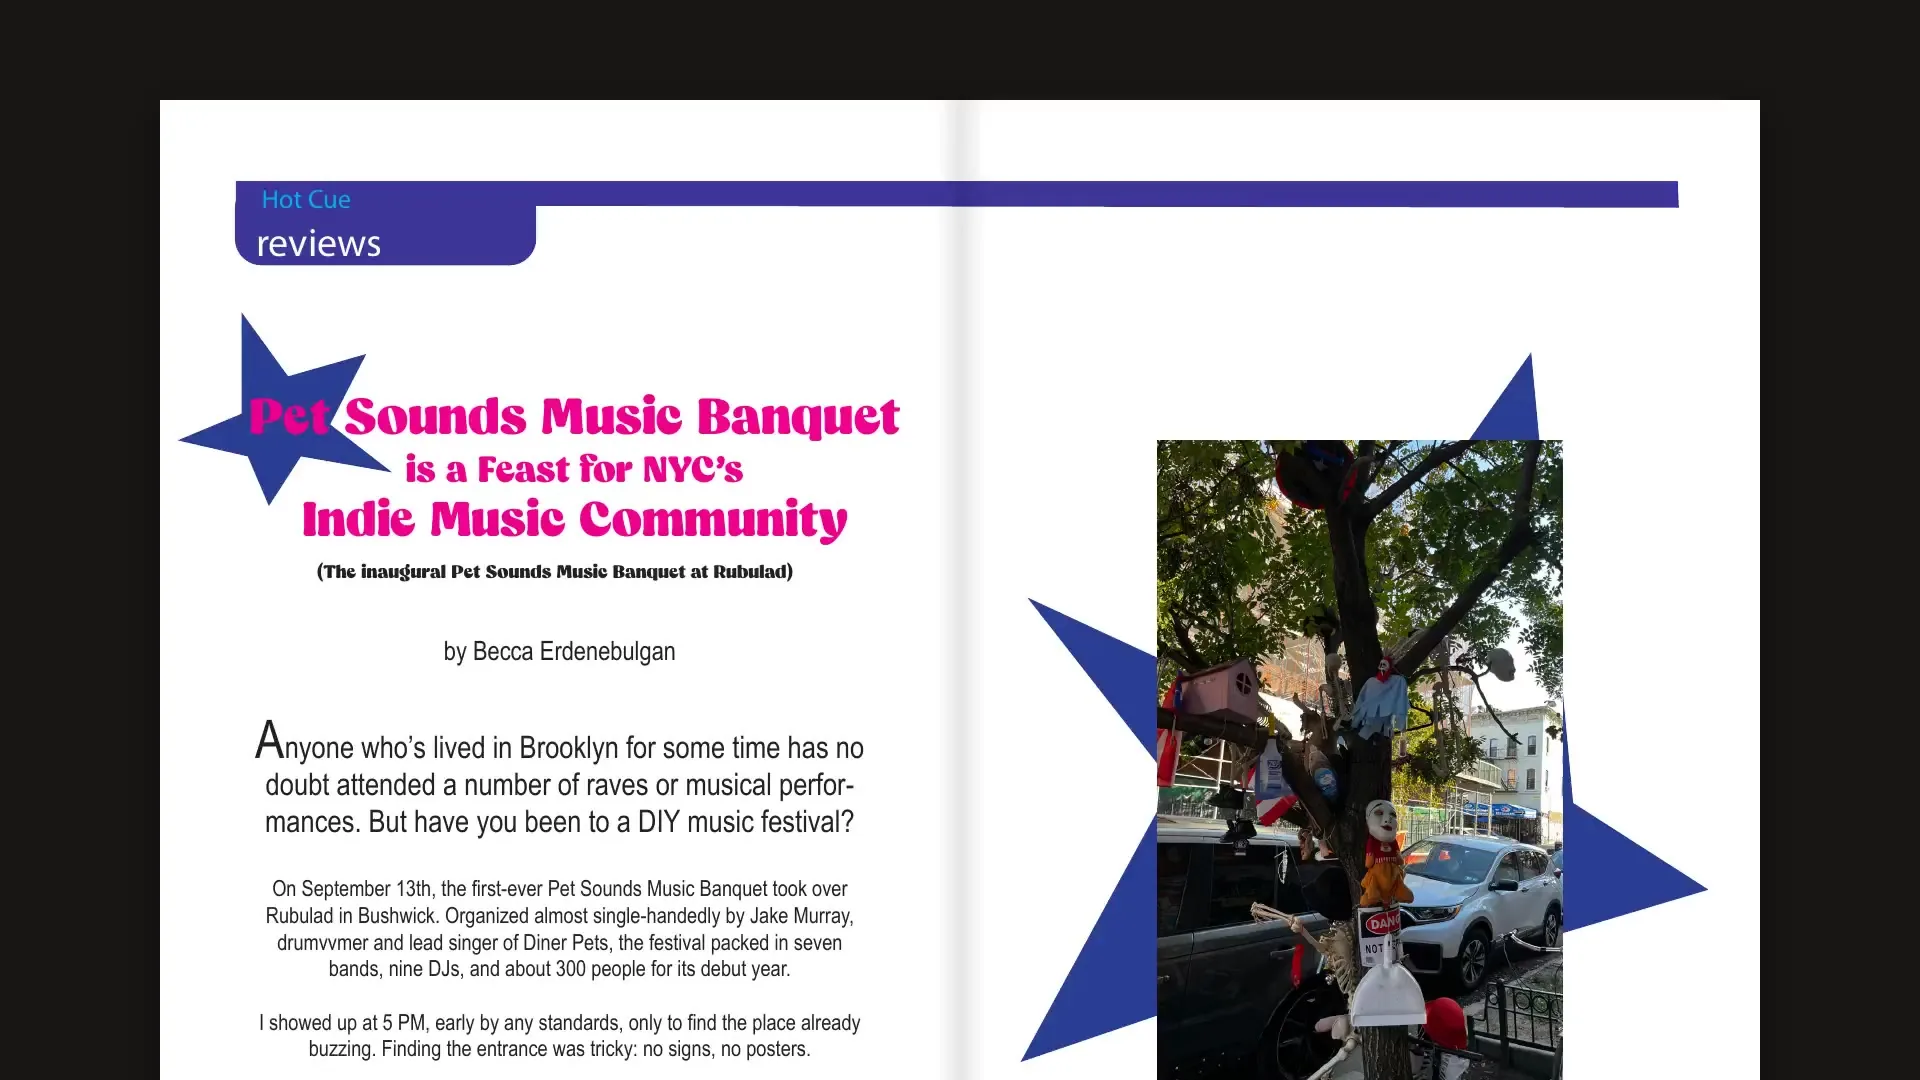 Hot Cue
reviews
Pet Sounds Music Banquet
is a Feast for NYC’s
Indie Music Community
(The inaugural Pet Sounds Music Banquet at Rubulad)
by Becca Erdenebulgan
Anyone who’s lived in Brooklyn for some time has no
doubt attended a number of raves or musical perfor-
mances. But have you been to a DIY music festival?
On September 13th, the first-ever Pet Sounds Music Banquet took over
Rubulad in Bushwick. Organized almost single-handedly by Jake Murray,
drumvvmer and lead singer of Diner Pets, the festival packed in seven
bands, nine DJs, and about 300 people for its debut year.
I showed up at 5 PM, early by any standards, only to find the place already
buzzing. Finding the entrance was tricky: no signs, no posters.
NOT